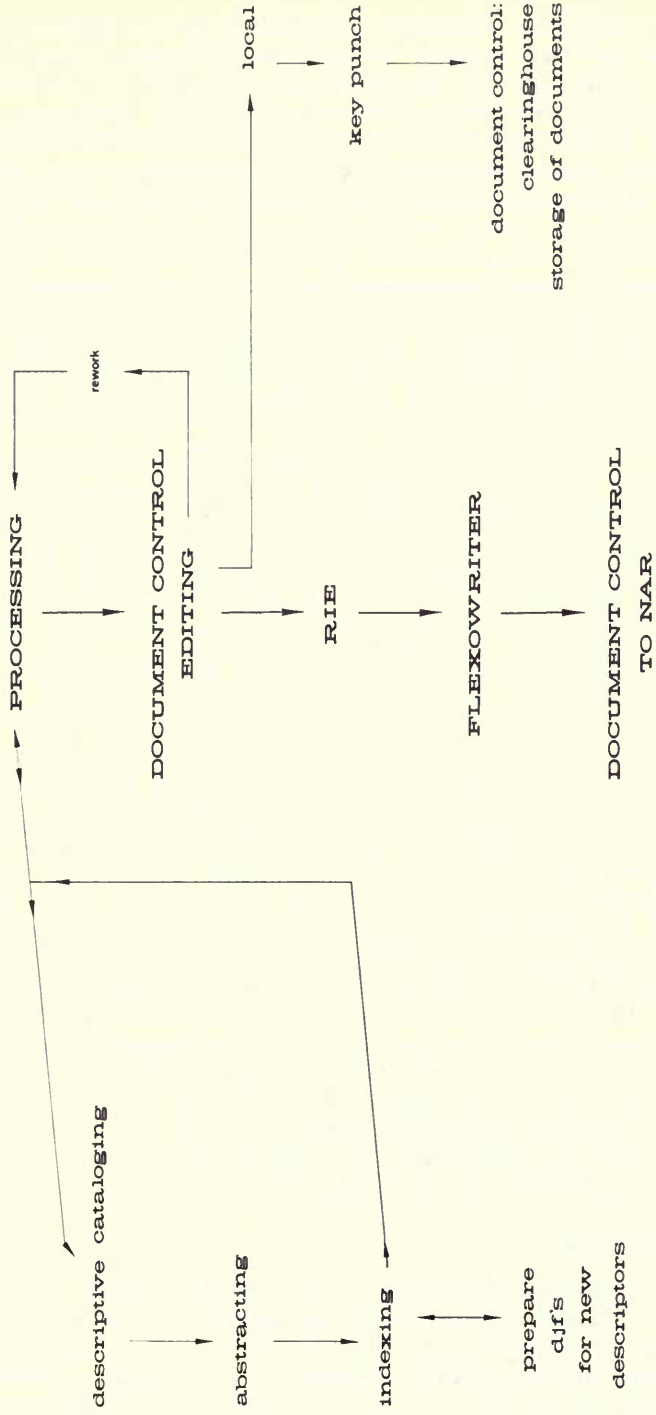 PROCESSING
rework
DOCUMENT CONTROL
EDITING
RIE
FLEXOWRITER
DOCUMENT CONTROL
TO NAR
descriptive cataloging
abstracting
indexing
prepare
djf's
for new
descriptors
local
key punch
document control:
clearinghouse
storage of documents